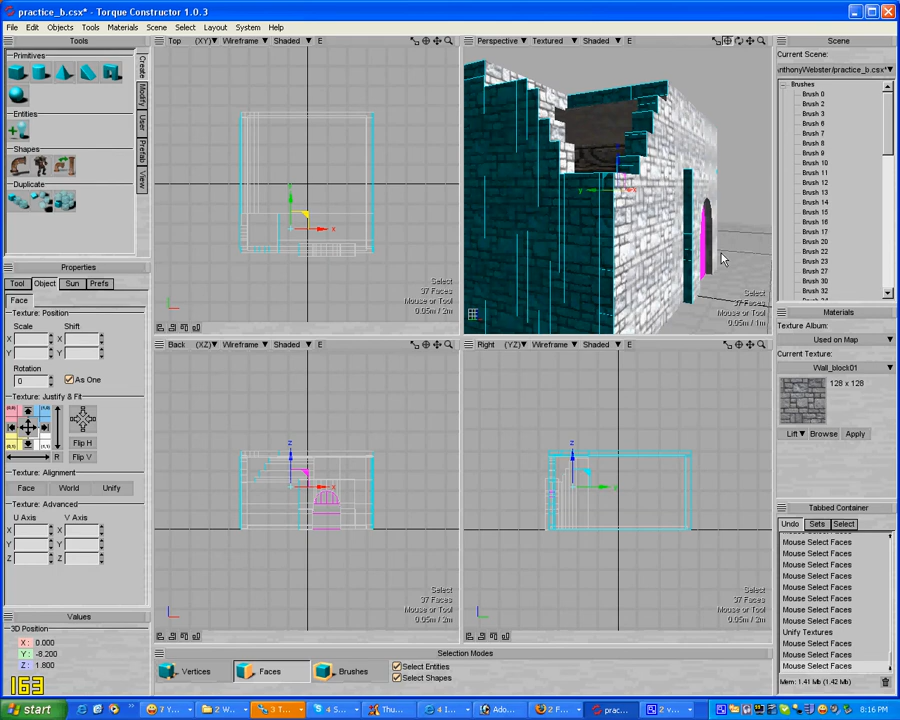 practice_b.csx* - Torque Constructor 1.0.3
File Edit Objects Tools Materials Scene Select Layout System Help
Tools
Primitives
Entities
Shapes
Duplicate
Create
Modify
User
Prefab
View
Properties
Tool Object Sun Prefs
Face
Texture: Position
Scale Shift
X X
Y Y
Rotation
0 As One
Texture: Justify & Fit
Flip H
R Flip V
Texture: Alignment
Face World Unify
Texture: Advanced
U Axis V Axis
X X
Y Y
Z Z
Values
3D Position
X: 0.000
Y: -8.200
Z: 1.800
163
Top (XY) Wireframe Shaded E
Select
37 Faces
Mouse or Tool
0.05m / 2m
Perspective Textured Shaded E
Select
37 Faces
Mouse or Tool
0.05m / 1m
Back (XZ) Wireframe Shaded E
Select
37 Faces
Mouse or Tool
0.05m / 2m
Right (YZ) Wireframe Shaded E
Select
37 Faces
Mouse or Tool
0.05m / 2m
Selection Modes
Vertices Faces Brushes
Select Entities
Select Shapes
Scene
Current Scene:
nthonyWebster/practice_b.csx*
Brushes
Brush 0
Brush 2
Brush 3
Brush 6
Brush 7
Brush 8
Brush 9
Brush 10
Brush 11
Brush 12
Brush 13
Brush 14
Brush 15
Brush 16
Brush 17
Brush 20
Brush 22
Brush 23
Brush 27
Brush 30
Brush 32
Materials
Texture Album:
Used on Map
Current Texture:
Wall_block01
128 x 128
Lift Browse Apply
Tabbed Container
Undo Sets Select
Mouse Select Faces
Mouse Select Faces
Mouse Select Faces
Mouse Select Faces
Mouse Select Faces
Mouse Select Faces
Mouse Select Faces
Mouse Select Faces
Unify Textures
Mouse Select Faces
Mouse Select Faces
Mouse Select Faces
Mem: 1.41 Mb (1.42 Mb)
start 7 Y... 2 W... 3 T... 4 S... Thu... 4 I... Ado... 2 F... prac... 2 v... 8:16 PM